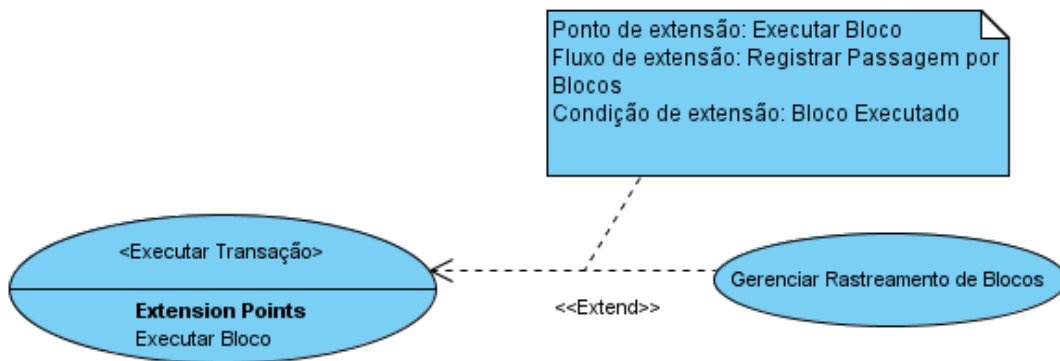 Ponto de extensão: Executar Bloco
Fluxo de extensão: Registrar Passagem por
Blocos
Condição de extensão: Bloco Executado
<Executar Transação>
Extension Points
Executar Bloco
<<Extend>>
Gerenciar Rastreamento de Blocos